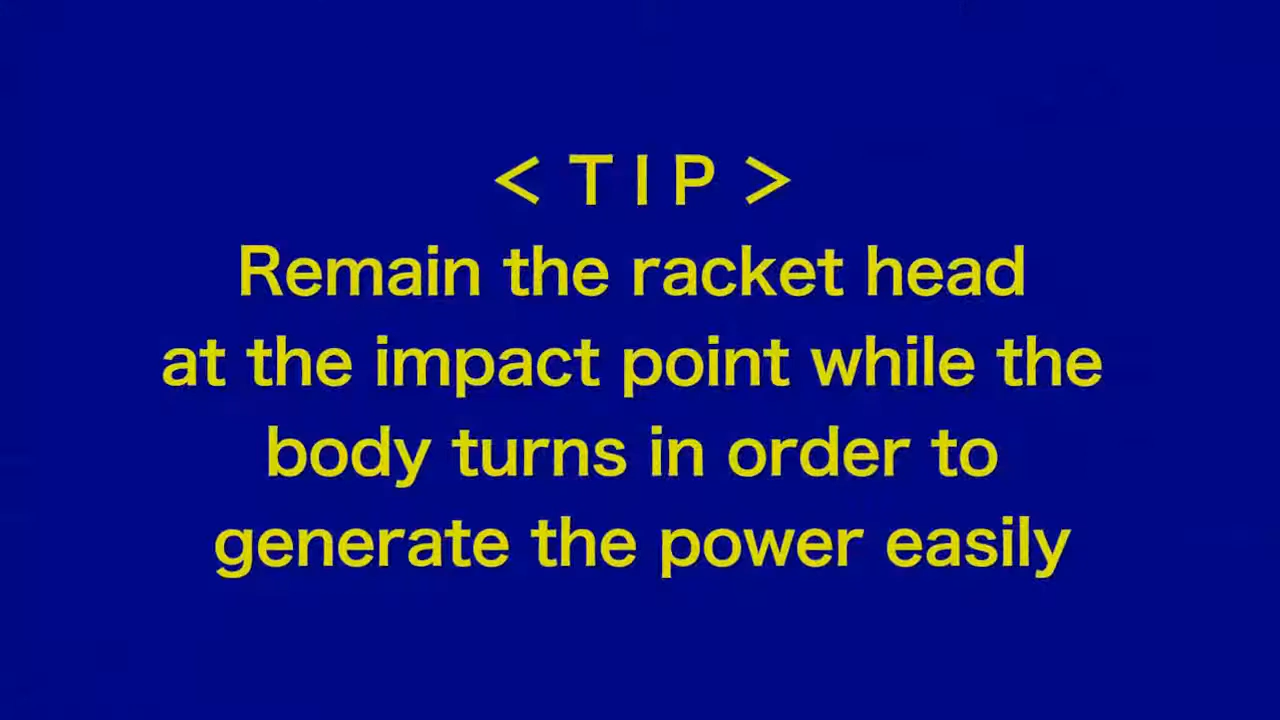 < T I P >
Remain the racket head
at the impact point while the
body turns in order to
generate the power easily